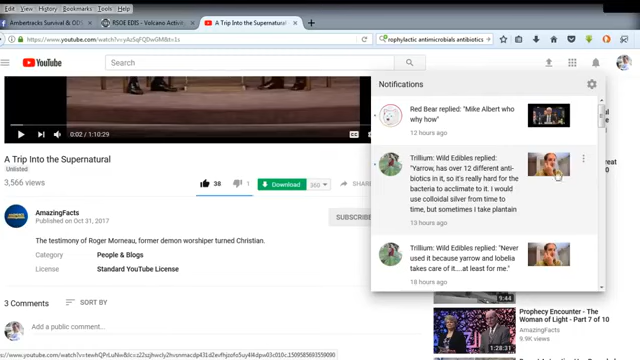 Edit View History Bookmarks Tools Help
Ambertracks Survival & OD
RSOE EDIS - Volcano Activity
A Trip Into the Supernatural
https://www.youtube.com/watch?v=yAzSqFQDwGM&t=1s
rophylactic antimicrobials antibiotics
YouTube
Search
Notifications
Red Bear replied: "Mike Albert who
why how"
12 hours ago
Trillium: Wild Edibles replied:
"Yarrow, has over 12 different anti-
biotics in it, so it's really hard for the
bacteria to acclimate to it. I would
use colloidal silver from time to
time, but sometimes I take plantain
13 hours ago
Trillium: Wild Edibles replied: "Never
used it because yarrow and lobelia
takes care of it....at least for me."
18 hours ago
0:02 / 1:10:29
A Trip Into the Supernatural
Unlisted
3,566 views
38
1
Download
360
SHARE
AmazingFacts
Published on Oct 31, 2017
SUBSCRIBE
The testimony of Roger Morneau, former demon worshiper turned Christian.
Category
People & Blogs
License
Standard YouTube License
3 Comments
SORT BY
Add a public comment...
9:44
Prophecy Encounter - The
Woman of Light - Part 7 of 10
AmazingFacts
9.9K views
1:28:31